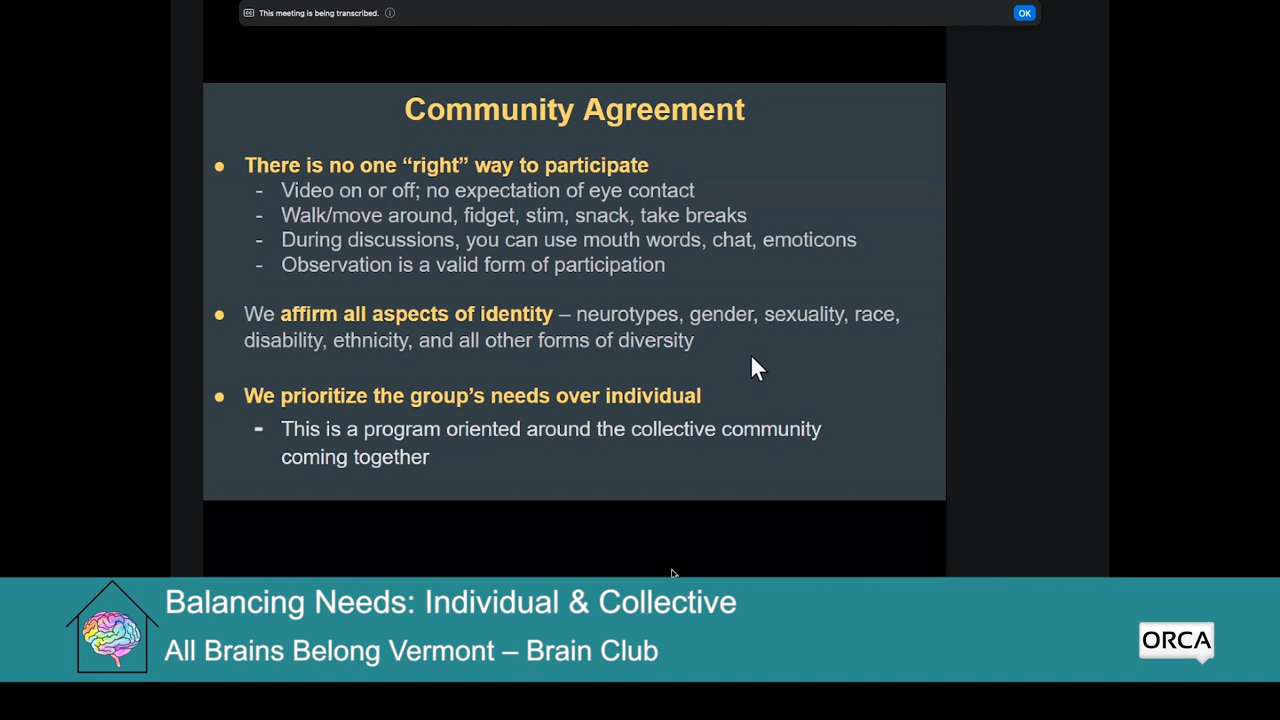 This meeting is being transcribed.
OK
Community Agreement
● There is no one “right” way to participate
- Video on or off; no expectation of eye contact
- Walk/move around, fidget, stim, snack, take breaks
- During discussions, you can use mouth words, chat, emoticons
- Observation is a valid form of participation
● We affirm all aspects of identity – neurotypes, gender, sexuality, race,
disability, ethnicity, and all other forms of diversity
● We prioritize the group’s needs over individual
- This is a program oriented around the collective community
coming together
Balancing Needs: Individual & Collective
All Brains Belong Vermont – Brain Club
ORCA